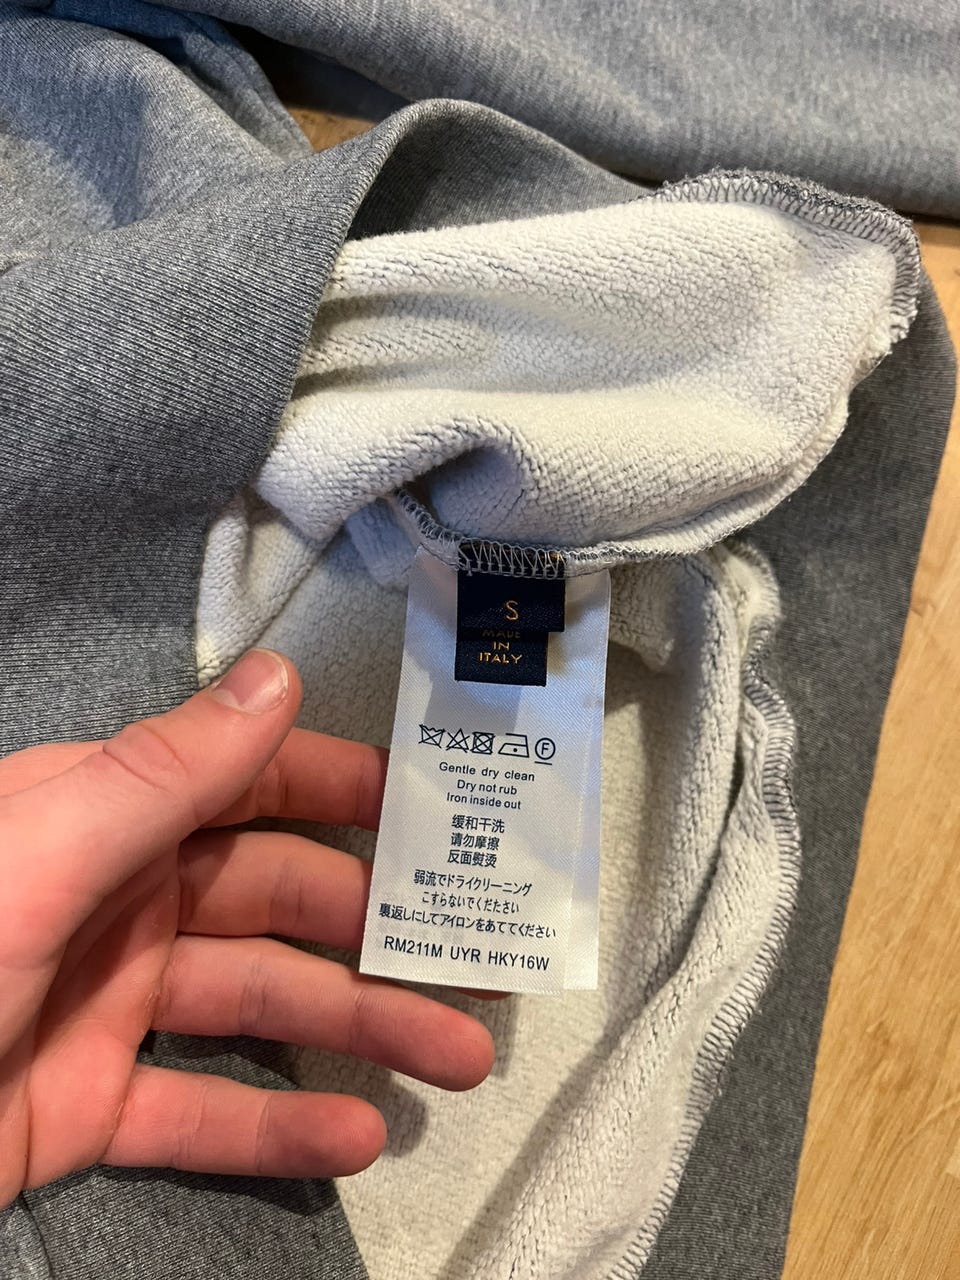 S
MADE
IN
ITALY
F
Gentle dry clean
Dry not rub
Iron inside out
缓和干洗
请勿摩擦
反面熨烫
弱流でドライクリーニング
こすらないでくださたい
裏返しにしてアイロンをあててください
RM211M UYR HKY16W